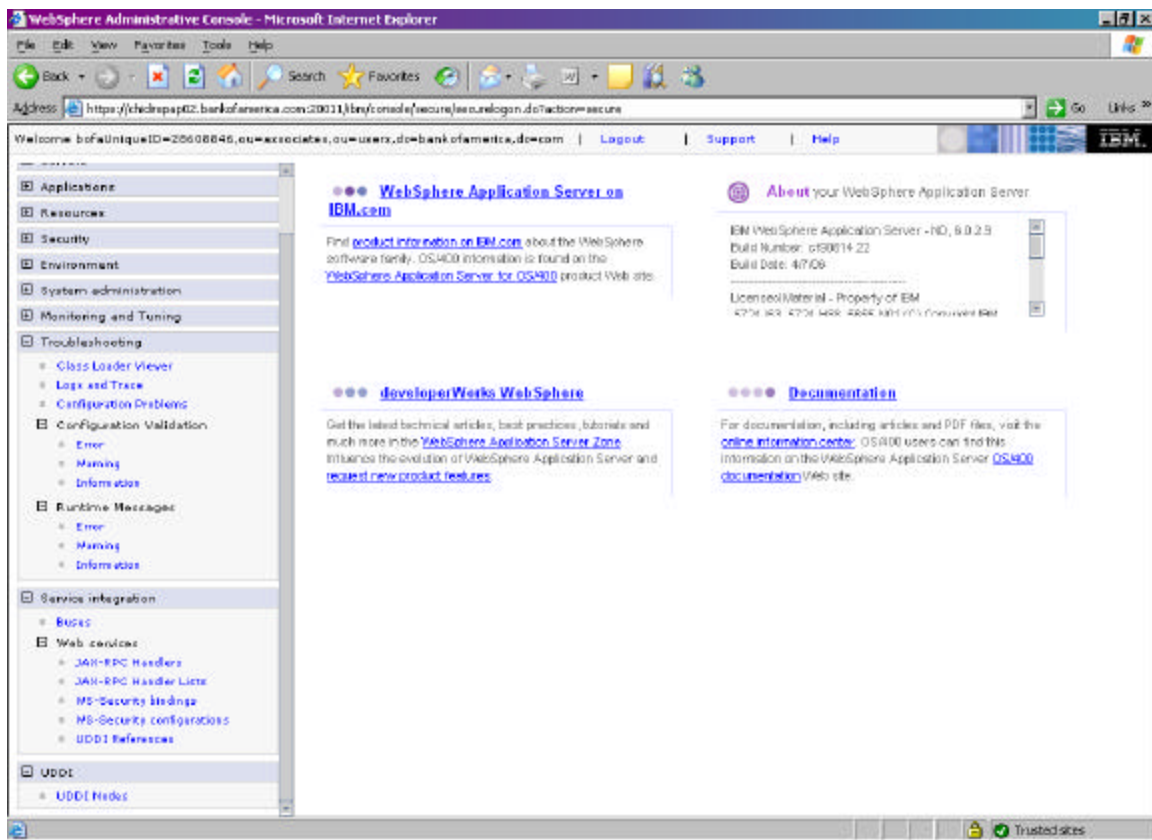 WebSphere Administrative Console - Microsoft Internet Explorer
File Edit View Favorites Tools Help
Back Search Favorites
Address https://chidrspap02.bankofamerica.com:20011/ibm/console/secure/securelogon.do?action=secure Go Links »
Welcome bofaUniqueID=28608846,ou=associates,ou=users,dc=bankofamerica,dc=com | Logout | Support | Help IBM.
Applications
Resources
Security
Environment
System administration
Monitoring and Tuning
Troubleshooting
Class Loader Viewer
Logs and Trace
Configuration Problems
Configuration Validation
Error
Warning
Information
Runtime Messages
Error
Warning
Information
Service integration
Buses
Web services
JAX-RPC Handlers
JAX-RPC Handler Lists
WS-Security bindings
WS-Security configurations
UDDI References
UDDI
UDDI Nodes
WebSphere Application Server on
IBM.com
Find product information on IBM.com about the WebSphere
software family. OS/400 information is found on the
WebSphere Application Server for OS/400 product Web site.
About your WebSphere Application Server
IBM WebSphere Application Server - ND, 6.0.2.9
Build Number: cf90614.22
Build Date: 4/7/06
Licensed Material - Property of IBM
developerWorks WebSphere
Get the latest technical articles, best practices, tutorials and
much more in the WebSphere Application Server Zone.
Influence the evolution of WebSphere Application Server and
request new product features.
Documentation
For documentation, including articles and PDF files, visit the
online information center. OS/400 users can find this
information on the WebSphere Application Server OS/400
documentation Web site.
Trusted sites